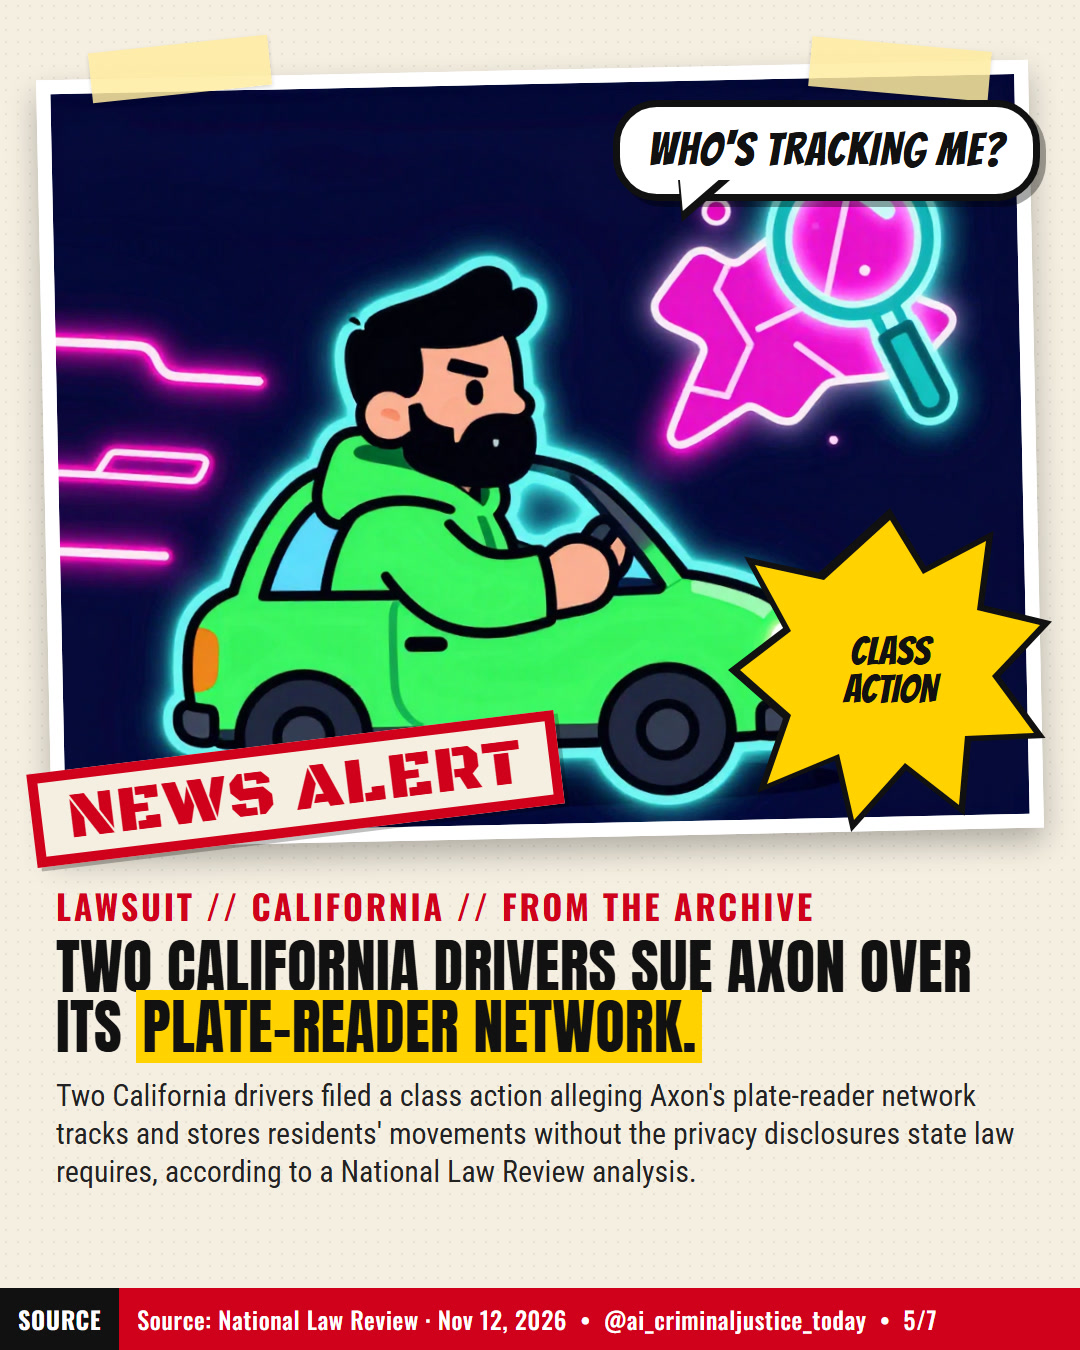 WHO'S TRACKING ME?
CLASS
ACTION
NEWS ALERT
LAWSUIT // CALIFORNIA // FROM THE ARCHIVE
TWO CALIFORNIA DRIVERS SUE AXON OVER
ITS PLATE-READER NETWORK.
Two California drivers filed a class action alleging Axon's plate-reader network
tracks and stores residents' movements without the privacy disclosures state law
requires, according to a National Law Review analysis.
SOURCE Source: National Law Review · Nov 12, 2026 • @ai_criminaljustice_today • 5/7